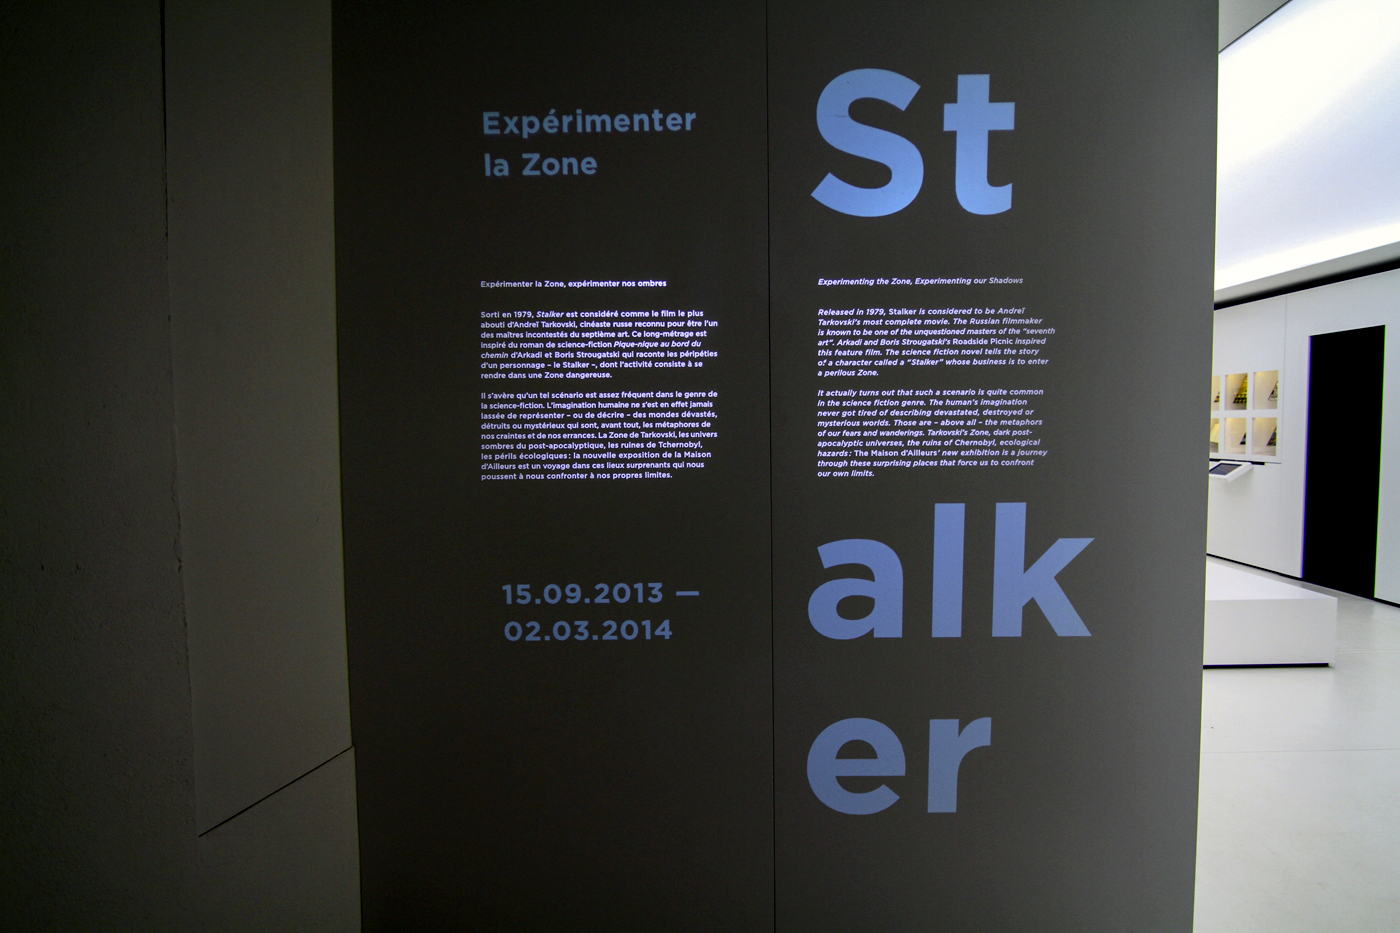 Expérimenter
la Zone
Expérimenter la Zone, expérimenter nos ombres
Sorti en 1979, Stalker est considéré comme le film le plus
abouti d'Andreï Tarkovski, cinéaste russe reconnu pour être l'un
des maîtres incontestés du septième art. Ce long-métrage est
inspiré du roman de science-fiction Pique-nique au bord du
chemin d'Arkadi et Boris Strougatski qui raconte les péripéties
d'un personnage – le Stalker –, dont l'activité consiste à se
rendre dans une Zone dangereuse.
Il s'avère qu'un tel scénario est assez fréquent dans le genre de
la science-fiction. L'imagination humaine ne s'est en effet jamais
lassée de représenter – ou de décrire – des mondes dévastés,
détruits ou mystérieux qui sont, avant tout, les métaphores de
nos craintes et de nos errances. La Zone de Tarkovski, les univers
sombres du post-apocalyptique, les ruines de Tchernobyl,
les périls écologiques : la nouvelle exposition de la Maison
d'Ailleurs est un voyage dans ces lieux surprenants qui nous
poussent à nous confronter à nos propres limites.
15.09.2013 —
02.03.2014
St
Experimenting the Zone, Experimenting our Shadows
Released in 1979, Stalker is considered to be Andreï
Tarkovski's most complete movie. The Russian filmmaker
is known to be one of the unquestioned masters of the "seventh
art". Arkadi and Boris Strougatski's Roadside Picnic inspired
this feature film. The science fiction novel tells the story
of a character called a "Stalker" whose business is to enter
a perilous Zone.
It actually turns out that such a scenario is quite common
in the science fiction genre. The human's imagination
never got tired of describing devastated, destroyed or
mysterious worlds. Those are – above all – the metaphors
of our fears and wanderings. Tarkovski's Zone, dark post-
apocalyptic universes, the ruins of Chernobyl, ecological
hazards : The Maison d'Ailleurs' new exhibition is a journey
through these surprising places that force us to confront
our own limits.
alk
er